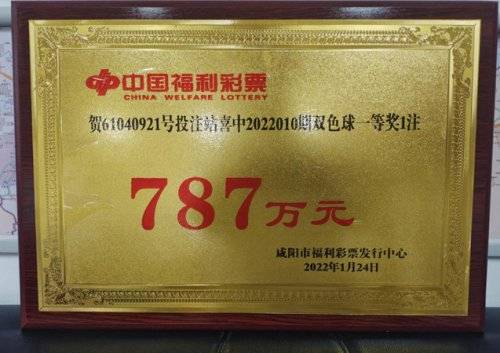 中国福利彩票
CHINA WELFARE LOTTERY
贺61040921号投注站喜中2022010期双色球一等奖1注
787万元
咸阳市福利彩票发行中心
2022年1月24日